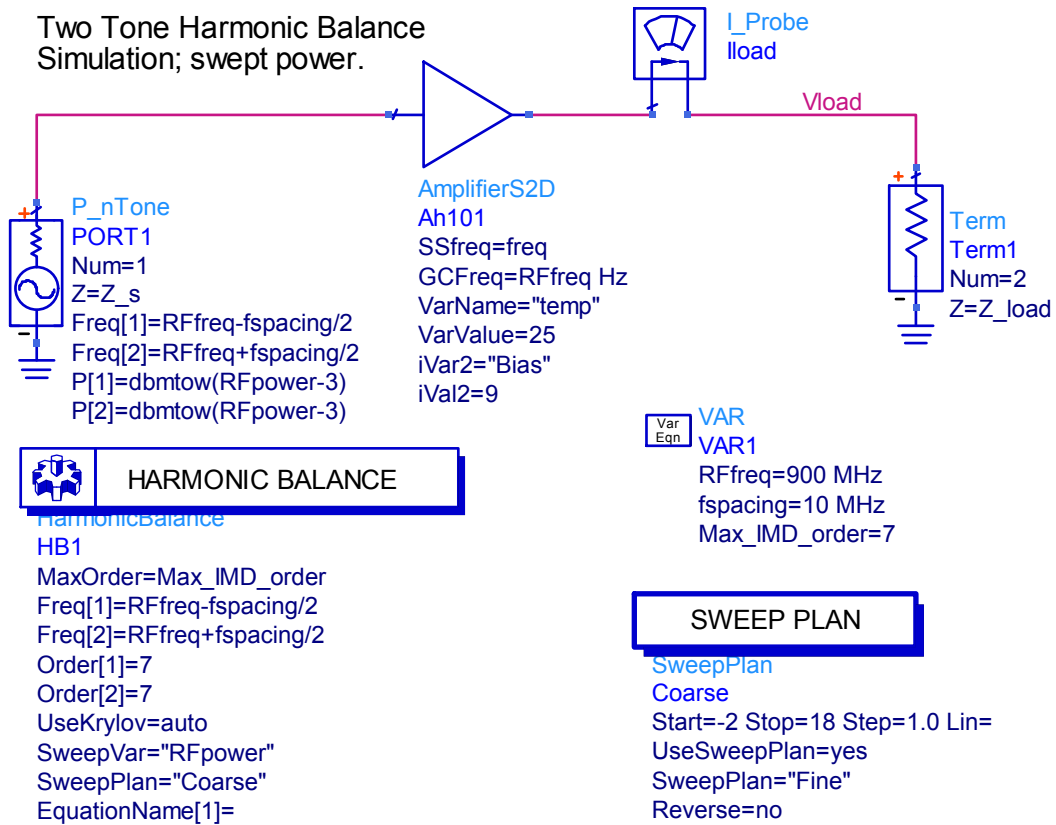 Two Tone Harmonic Balance
Simulation; swept power.
I_Probe
Iload
Vload
P_nTone
PORT1
Num=1
Z=Z_s
Freq[1]=RFfreq-fspacing/2
Freq[2]=RFfreq+fspacing/2
P[1]=dbmtow(RFpower-3)
P[2]=dbmtow(RFpower-3)
AmplifierS2D
Ah101
SSfreq=freq
GCFreq=RFfreq Hz
VarName="temp"
VarValue=25
iVar2="Bias"
iVal2=9
Term
Term1
Num=2
Z=Z_load
Var
Eqn
VAR
VAR1
RFfreq=900 MHz
fspacing=10 MHz
Max_IMD_order=7
HARMONIC BALANCE
HarmonicBalance
HB1
MaxOrder=Max_IMD_order
Freq[1]=RFfreq-fspacing/2
Freq[2]=RFfreq+fspacing/2
Order[1]=7
Order[2]=7
UseKrylov=auto
SweepVar="RFpower"
SweepPlan="Coarse"
EquationName[1]=
SWEEP PLAN
SweepPlan
Coarse
Start=-2 Stop=18 Step=1.0 Lin=
UseSweepPlan=yes
SweepPlan="Fine"
Reverse=no